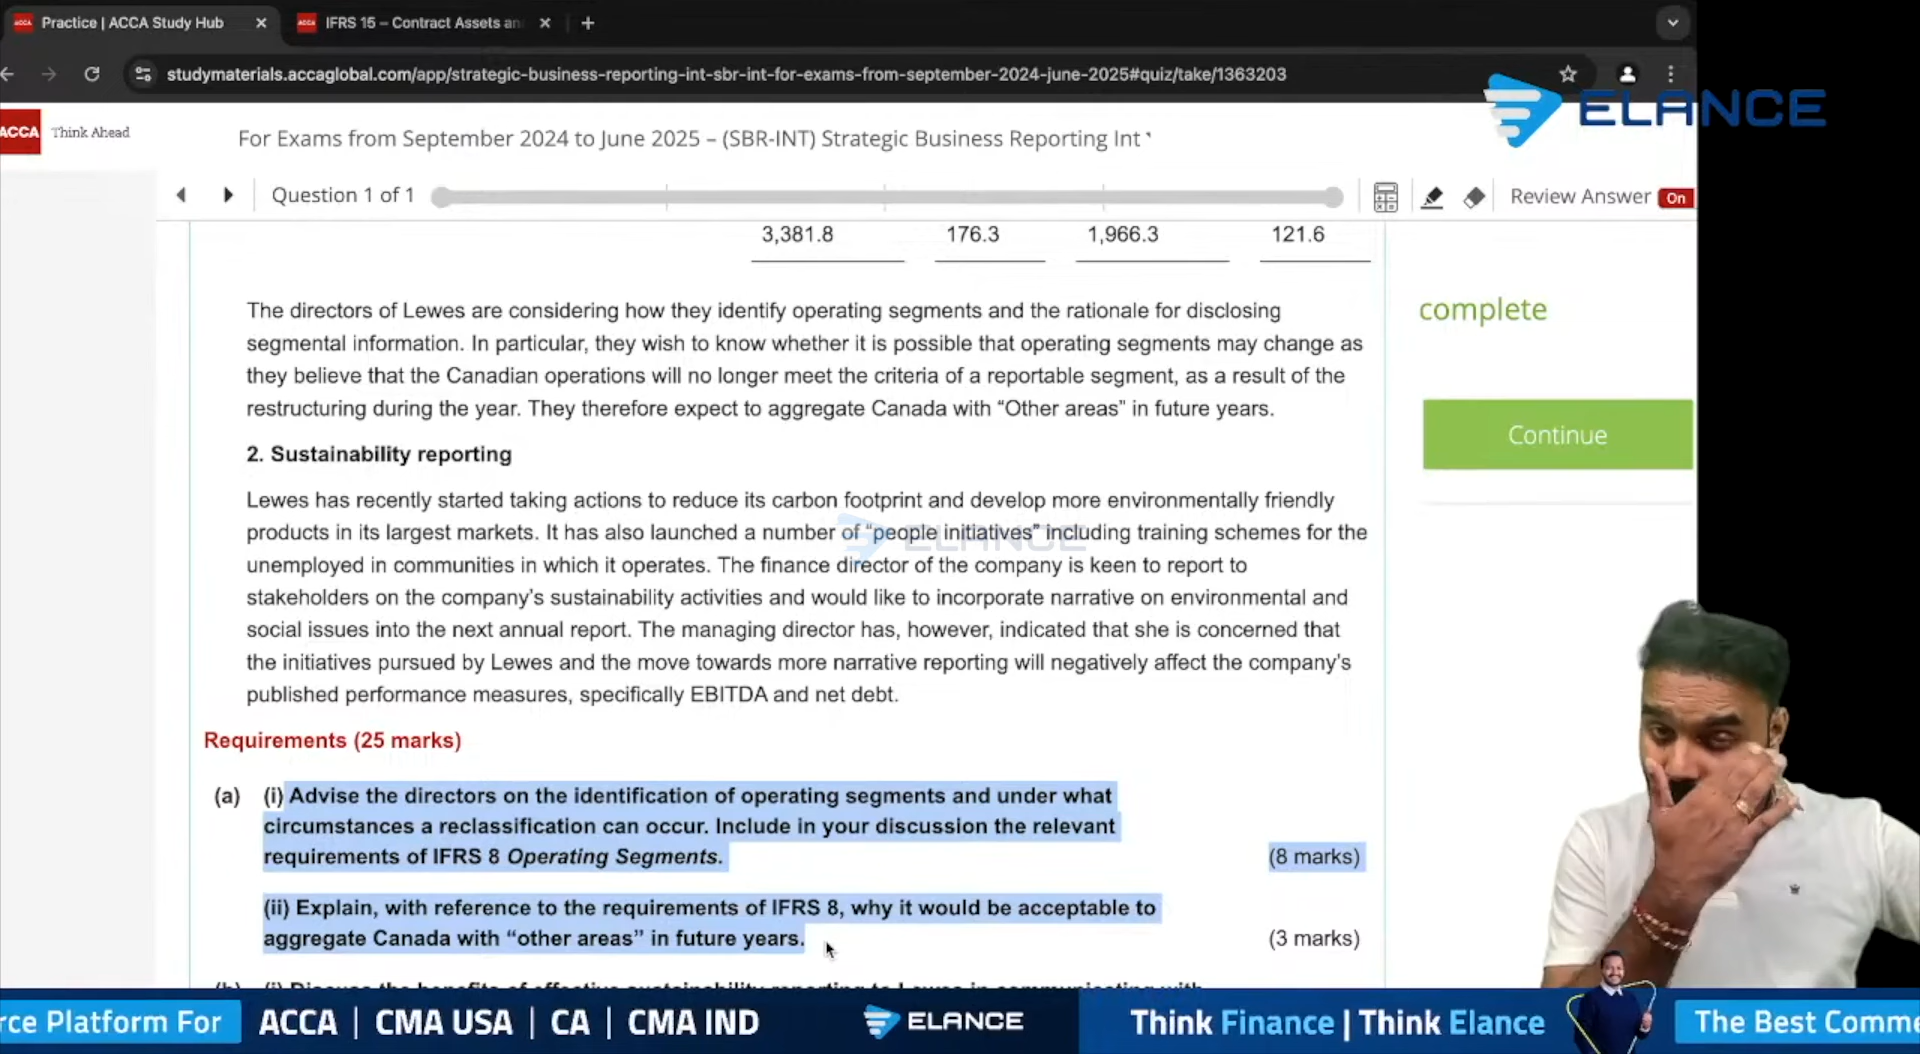 Practice | ACCA Study Hub
IFRS 15 – Contract Assets an
studymaterials.accaglobal.com/app/strategic-business-reporting-int-sbr-int-for-exams-from-september-2024-june-2025#quiz/take/1363203
ELANCE
ACCA Think Ahead
For Exams from September 2024 to June 2025 – (SBR-INT) Strategic Business Reporting Int
Question 1 of 1
Review Answer On
3,381.8 176.3 1,966.3 121.6
The directors of Lewes are considering how they identify operating segments and the rationale for disclosing
segmental information. In particular, they wish to know whether it is possible that operating segments may change as
they believe that the Canadian operations will no longer meet the criteria of a reportable segment, as a result of the
restructuring during the year. They therefore expect to aggregate Canada with “Other areas” in future years.
complete
Continue
2. Sustainability reporting
Lewes has recently started taking actions to reduce its carbon footprint and develop more environmentally friendly
products in its largest markets. It has also launched a number of “people initiatives” including training schemes for the
unemployed in communities in which it operates. The finance director of the company is keen to report to
stakeholders on the company’s sustainability activities and would like to incorporate narrative on environmental and
social issues into the next annual report. The managing director has, however, indicated that she is concerned that
the initiatives pursued by Lewes and the move towards more narrative reporting will negatively affect the company’s
published performance measures, specifically EBITDA and net debt.
ELANCE
Requirements (25 marks)
(a) (i) Advise the directors on the identification of operating segments and under what
circumstances a reclassification can occur. Include in your discussion the relevant
requirements of IFRS 8 Operating Segments. (8 marks)
(ii) Explain, with reference to the requirements of IFRS 8, why it would be acceptable to
aggregate Canada with “other areas” in future years. (3 marks)
(b) (i) Discuss the benefits of effective sustainability reporting to Lewes in communicating with
rce Platform For
ACCA | CMA USA | CA | CMA IND
ELANCE
Think Finance | Think Elance
The Best Comme